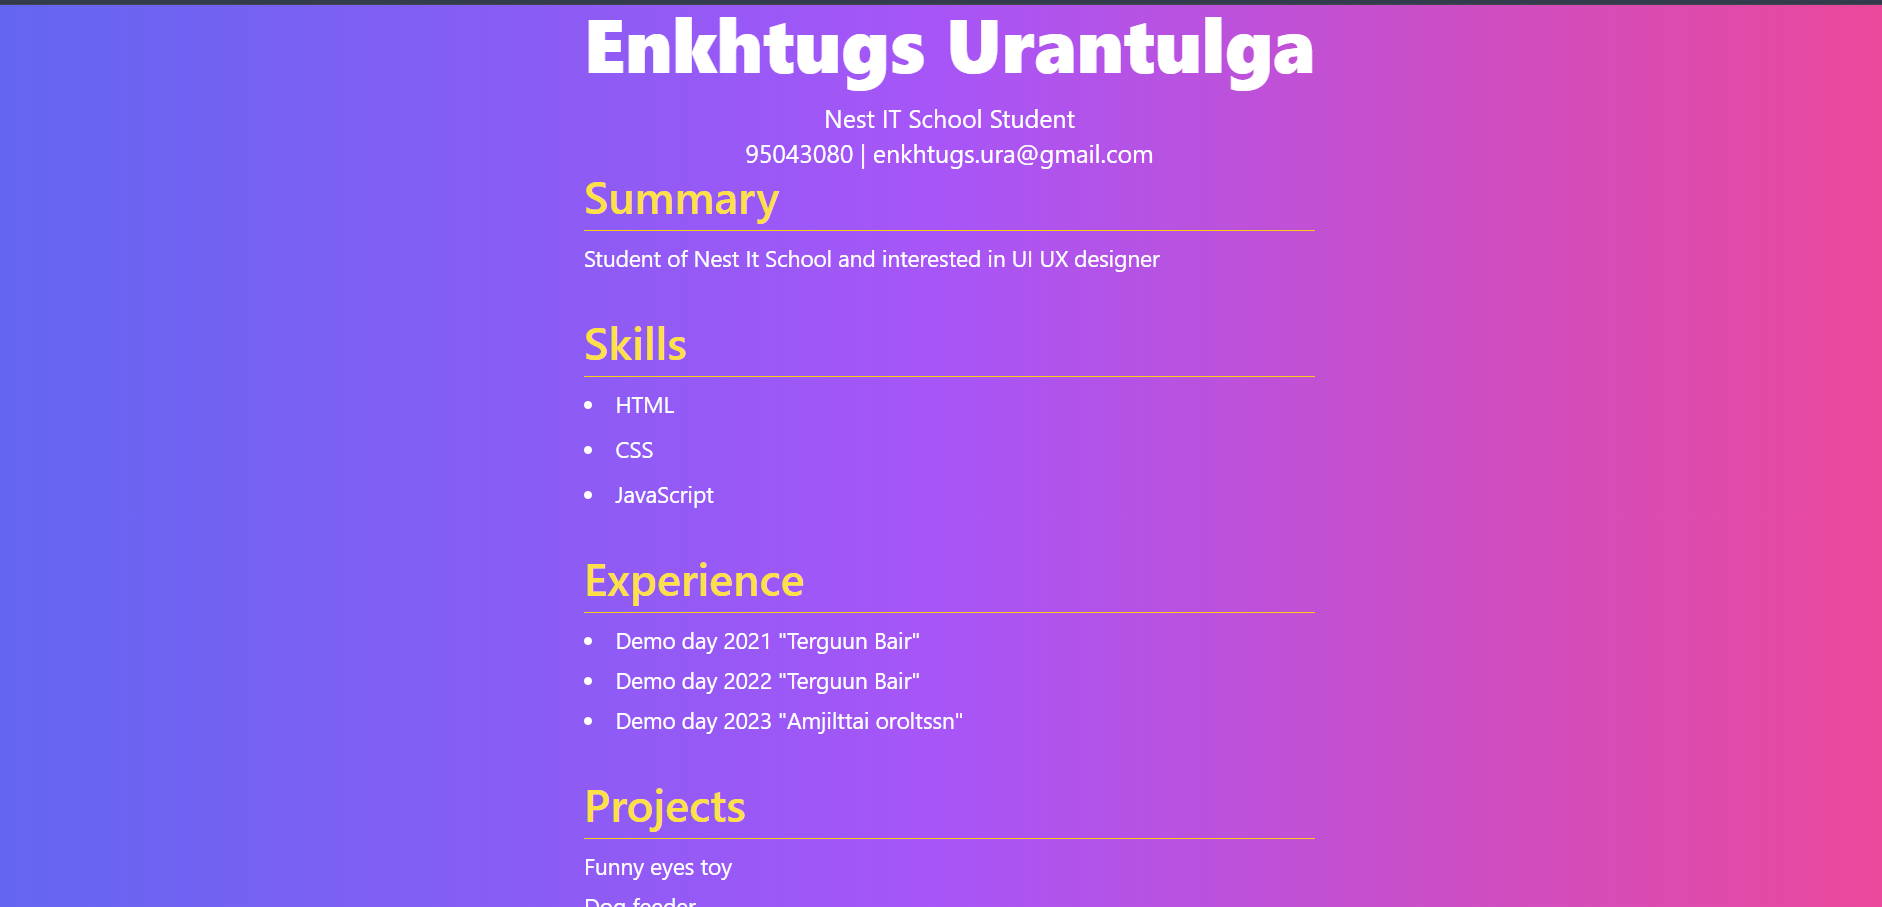 Enkhtugs Urantulga
Nest IT School Student
95043080 | enkhtugs.ura@gmail.com
Summary
Student of Nest It School and interested in UI UX designer
Skills
HTML
CSS
JavaScript
Experience
Demo day 2021 "Terguun Bair"
Demo day 2022 "Terguun Bair"
Demo day 2023 "Amjilttai oroltssn"
Projects
Funny eyes toy
Dog feeder